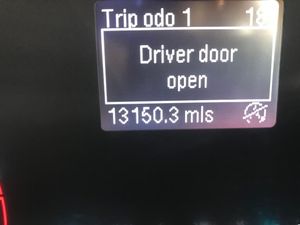 Trip odo 1 18
Driver door
open
13150.3 mls